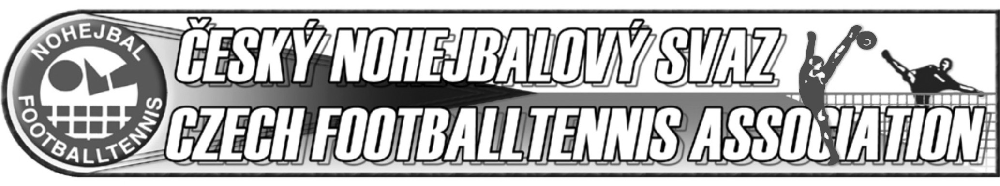 NOHEJBAL
FOOTBALLTENNIS
ČESKÝ NOHEJBALOVÝ SVAZ
CZECH FOOTBALLTENNIS ASSOCIATION